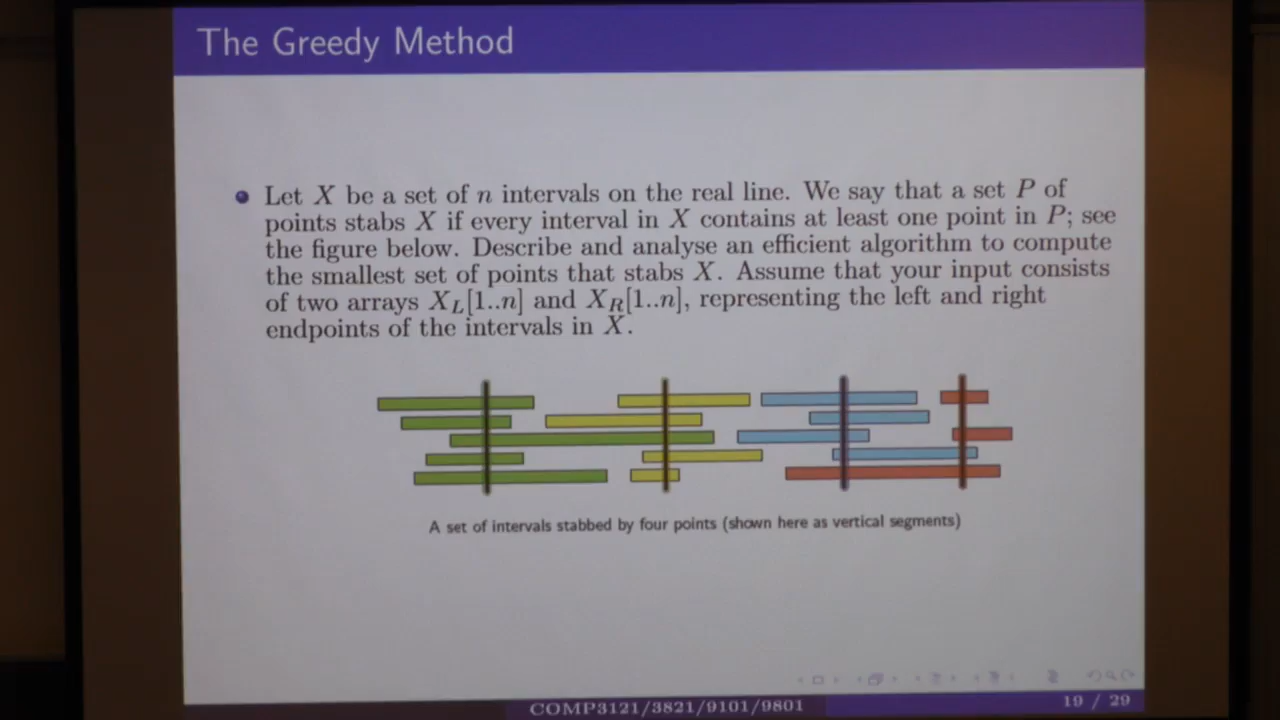 The Greedy Method
Let X be a set of n intervals on the real line. We say that a set P of
points stabs X if every interval in X contains at least one point in P; see
the figure below. Describe and analyse an efficient algorithm to compute
the smallest set of points that stabs X. Assume that your input consists
of two arrays X_L[1..n] and X_R[1..n], representing the left and right
endpoints of the intervals in X.
A set of intervals stabbed by four points (shown here as vertical segments)
COMP3121/3821/9101/9801
19 / 29